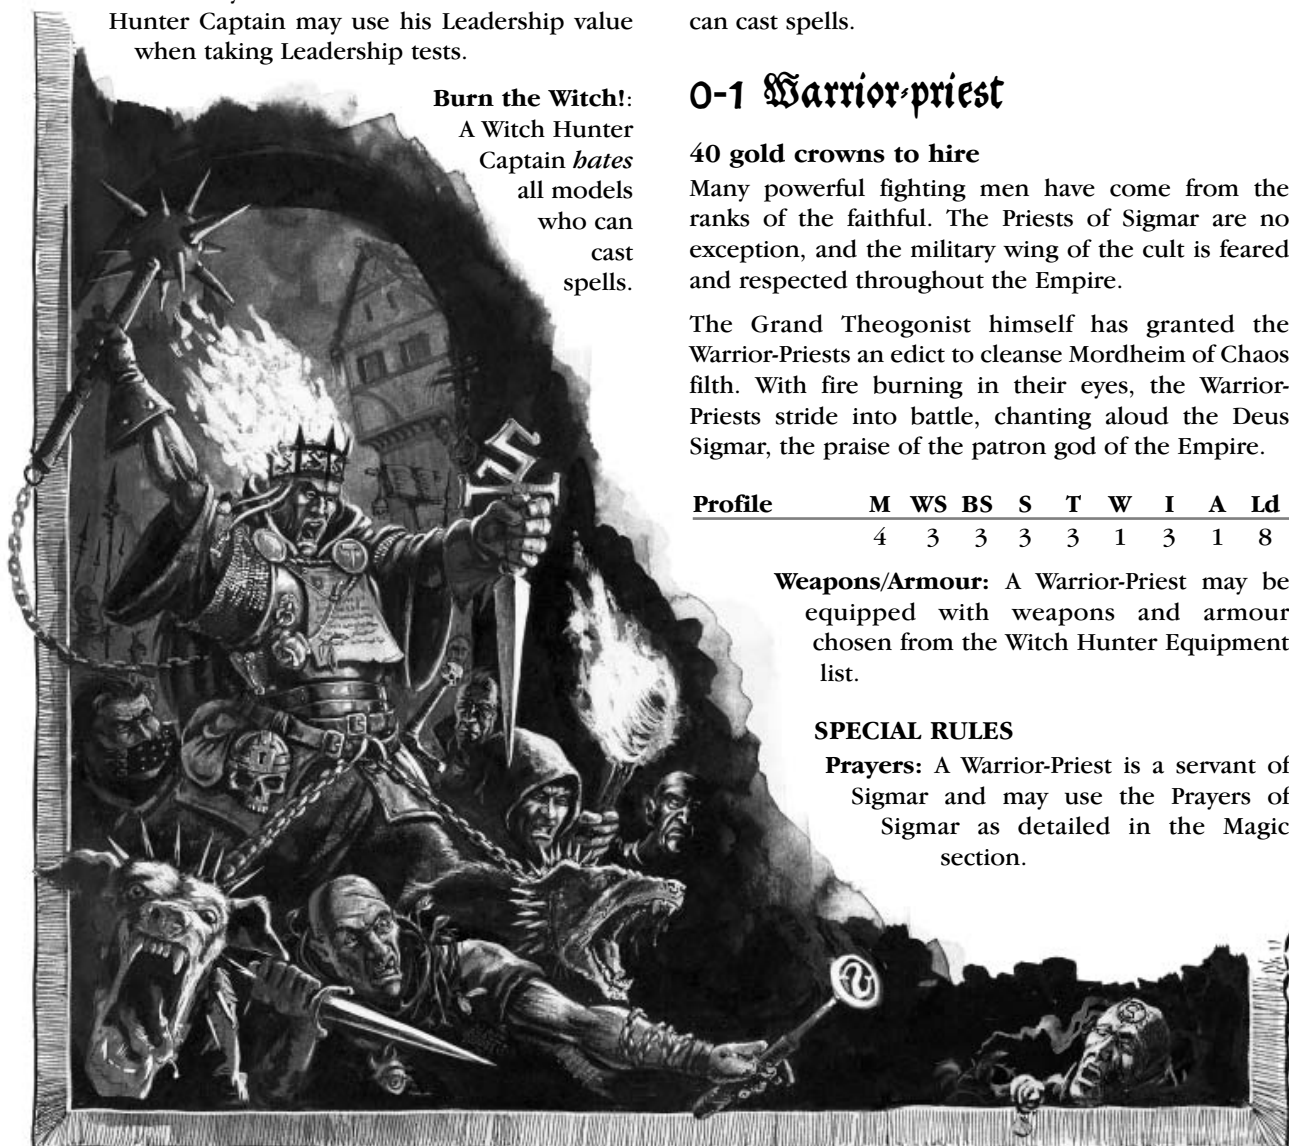 Hunter Captain may use his Leadership value
when taking Leadership tests.
Burn the Witch!:
A Witch Hunter
Captain hates
all models
who can
cast
spells.
can cast spells.
0-1 Warrior-priest
40 gold crowns to hire
Many powerful fighting men have come from the
ranks of the faithful. The Priests of Sigmar are no
exception, and the military wing of the cult is feared
and respected throughout the Empire.
The Grand Theogonist himself has granted the
Warrior-Priests an edict to cleanse Mordheim of Chaos
filth. With fire burning in their eyes, the Warrior-
Priests stride into battle, chanting aloud the Deus
Sigmar, the praise of the patron god of the Empire.
Profile M WS BS S T W I A Ld
4 3 3 3 3 1 3 1 8
Weapons/Armour: A Warrior-Priest may be
equipped with weapons and armour
chosen from the Witch Hunter Equipment
list.
SPECIAL RULES
Prayers: A Warrior-Priest is a servant of
Sigmar and may use the Prayers of
Sigmar as detailed in the Magic
section.